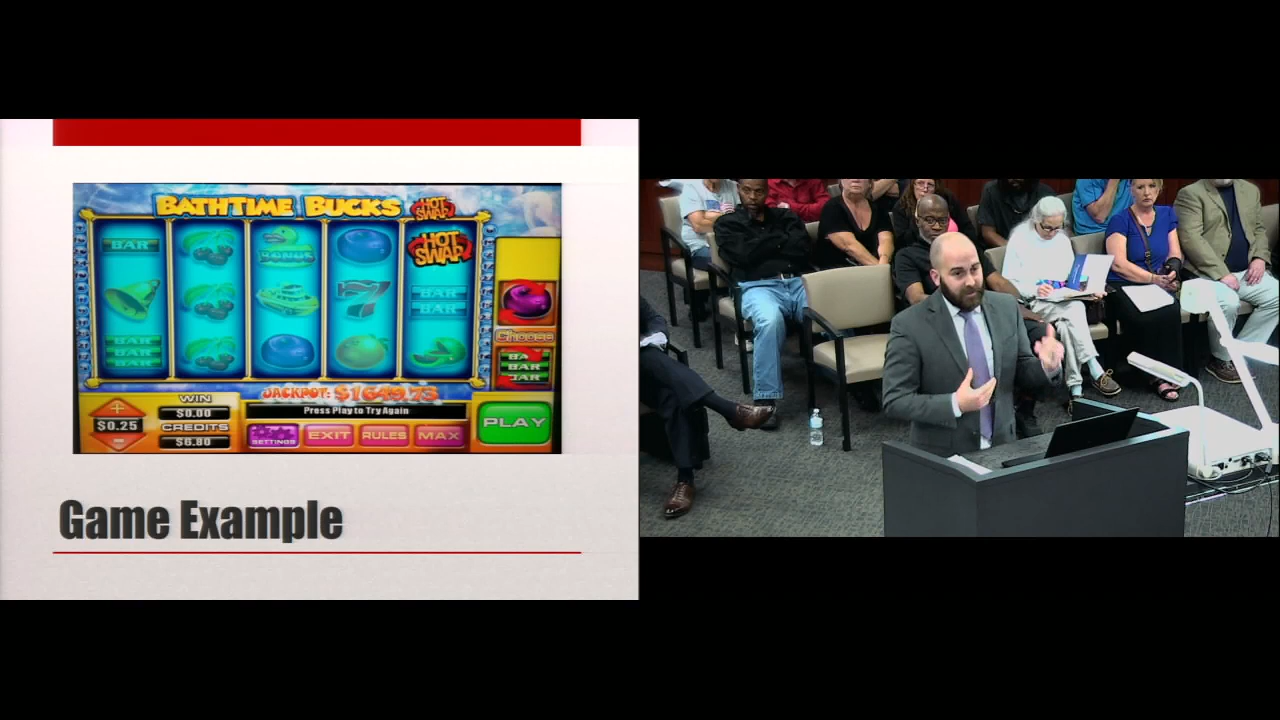 BATHTIME BUCKS HOT SWAP
BAR
BONUS
HOT SWAP
7
BAR
BAR
BAR
BAR
BAR
Choose
BAR
BAR
BAR
JACKPOT: $1649.73
Press Play to Try Again
+
$0.25
WIN
$0.00
CREDITS
$6.80
SETTINGS
EXIT
RULES
MAX
PLAY
Game Example